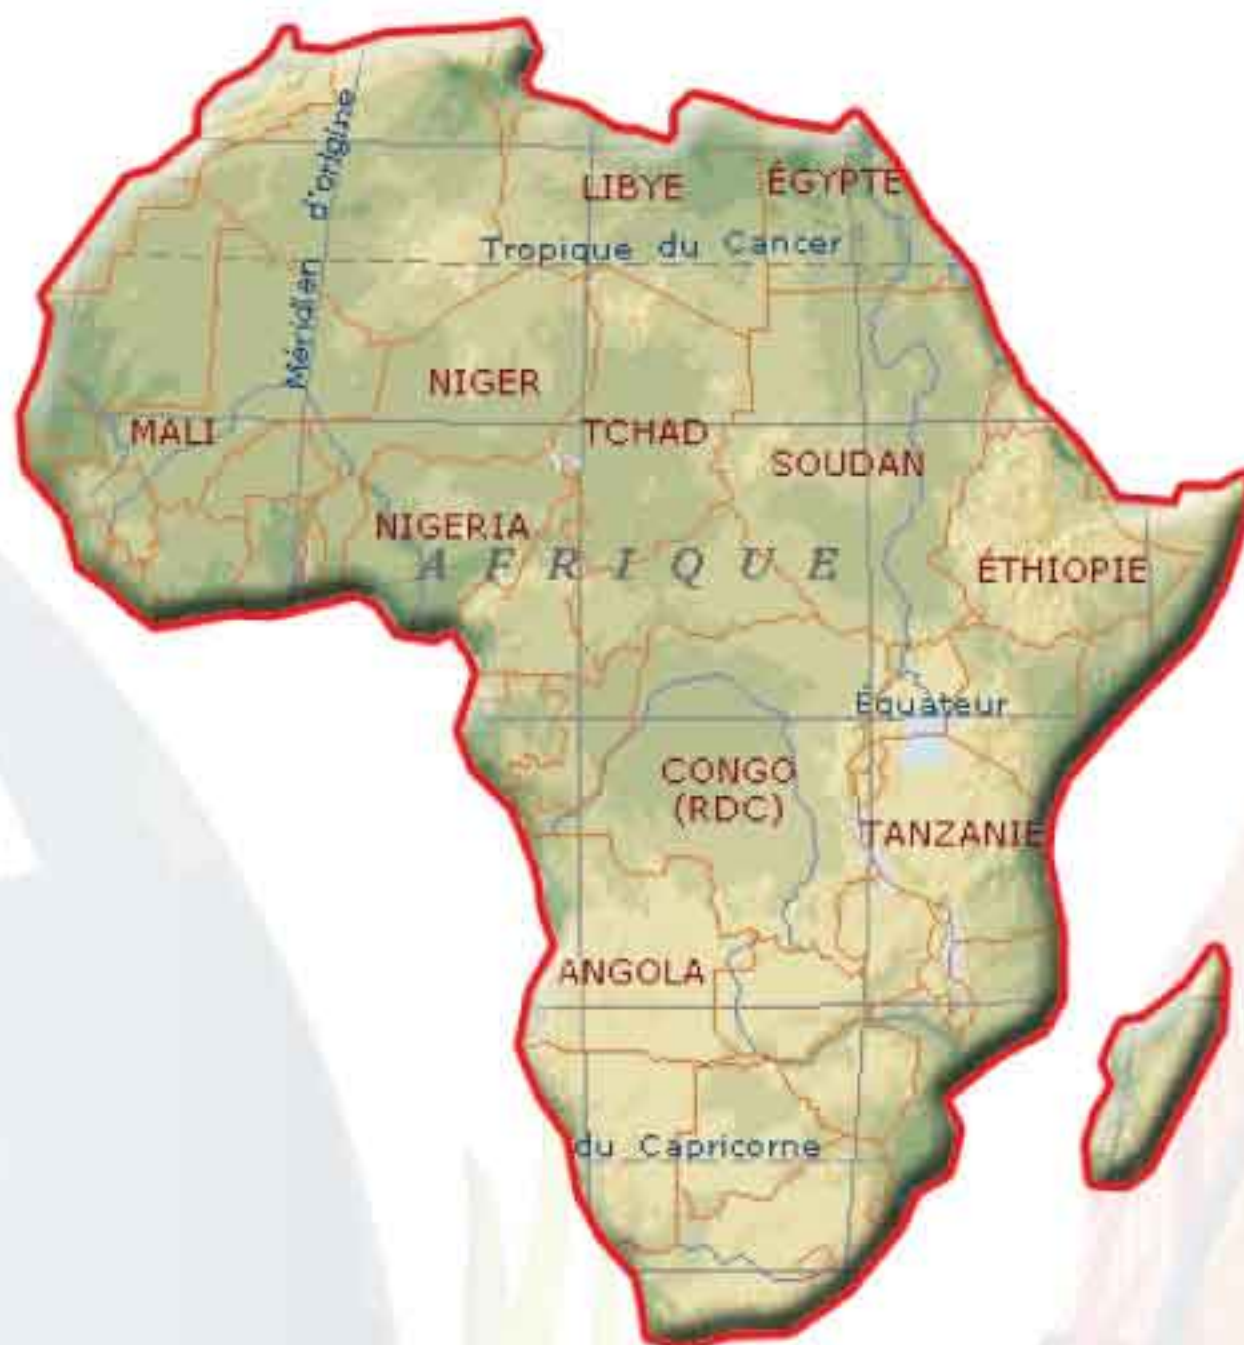 Méridien d'origine
LIBYE
ÉGYPTE
Tropique du Cancer
NIGER
MALI
TCHAD
SOUDAN
NIGERIA
AFRIQUE
ÉTHIOPIE
Équateur
CONGO
(RDC)
TANZANIE
ANGOLA
du Capricorne